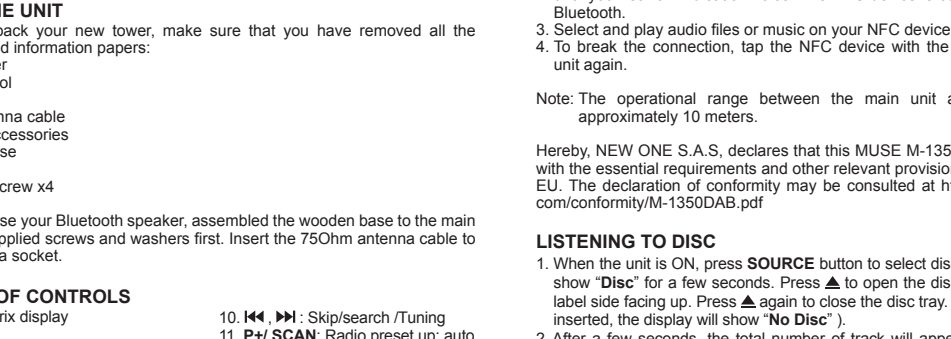 E UNIT
pack your new tower, make sure that you have removed all the
d information papers:
er
ol
nna cable
ccessories
se
crew x4
se your Bluetooth speaker, assembled the wooden base to the main
pplied screws and washers first. Insert the 75Ohm antenna cable to
a socket.
OF CONTROLS
rix display
10. ⏮ , ⏭ : Skip/search /Tuning
11. P+/ SCAN: Radio preset up; auto
Bluetooth.
3. Select and play audio files or music on your NFC device
4. To break the connection, tap the NFC device with the
unit again.
Note: The operational range between the main unit a
approximately 10 meters.
Hereby, NEW ONE S.A.S, declares that this MUSE M-135
with the essential requirements and other relevant provisio
EU. The declaration of conformity may be consulted at h
com/conformity/M-1350DAB.pdf
LISTENING TO DISC
1. When the unit is ON, press SOURCE button to select dis
show “Disc” for a few seconds. Press ⏏ to open the dis
label side facing up. Press ⏏ again to close the disc tray.
inserted, the display will show “No Disc” ).
2. After a few seconds, the total number of track will appe